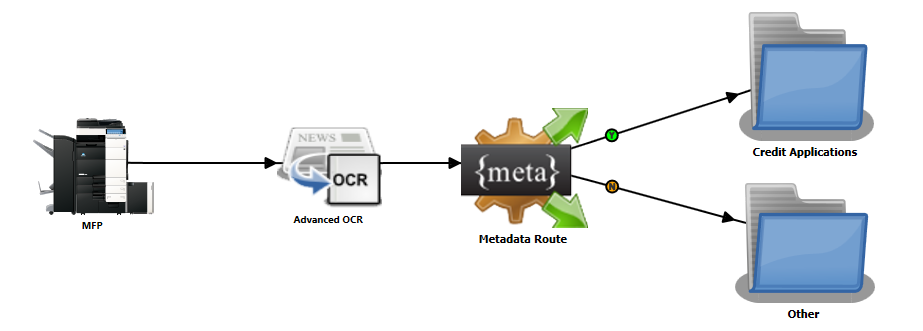 MFP
NEWS
OCR
Advanced OCR
{meta}
Metadata Route
Y
N
Credit Applications
Other